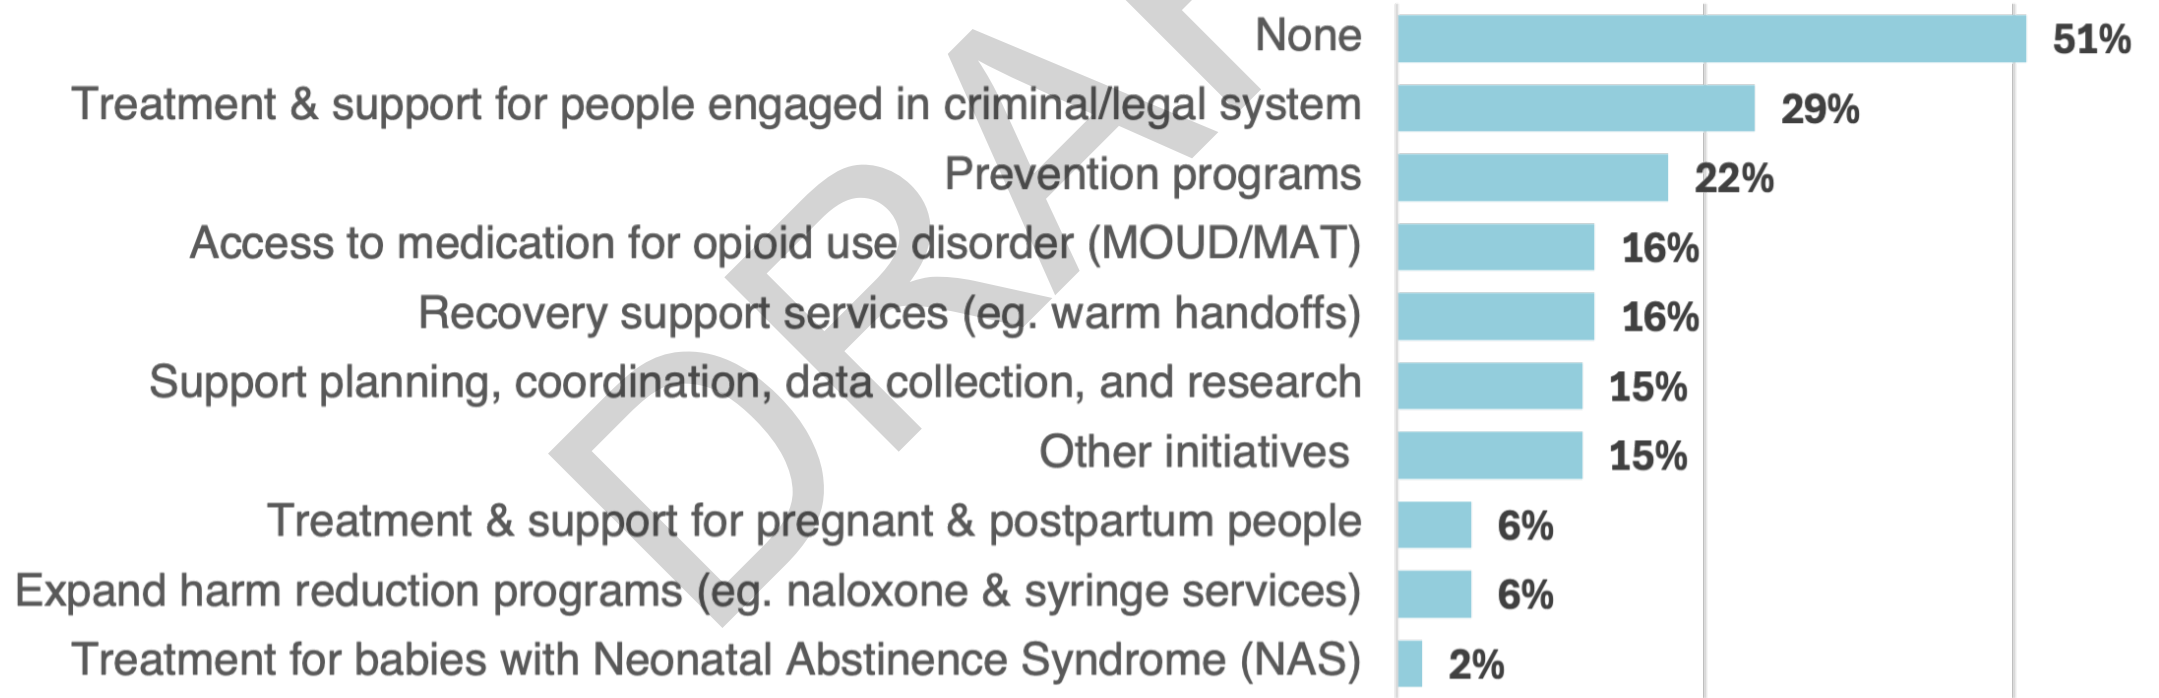 None 51%
Treatment & support for people engaged in criminal/legal system 29%
Prevention programs 22%
Access to medication for opioid use disorder (MOUD/MAT) 16%
Recovery support services (eg. warm handoffs) 16%
Support planning, coordination, data collection, and research 15%
Other initiatives 15%
Treatment & support for pregnant & postpartum people 6%
Expand harm reduction programs (eg. naloxone & syringe services) 6%
Treatment for babies with Neonatal Abstinence Syndrome (NAS) 2%
DRA